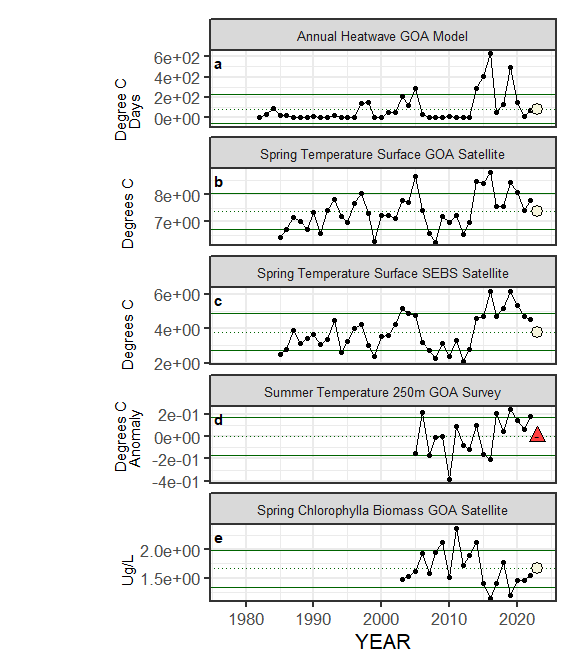 Annual Heatwave GOA Model
a
6e+02
4e+02
2e+02
0e+00
Degree C
Days
Spring Temperature Surface GOA Satellite
b
8e+00
7e+00
Degrees C
Spring Temperature Surface SEBS Satellite
c
6e+00
4e+00
2e+00
Degrees C
Summer Temperature 250m GOA Survey
d
2e-01
0e+00
-2e-01
-4e-01
Degrees C
Anomaly
Spring Chlorophylla Biomass GOA Satellite
e
2.0e+00
1.5e+00
Ug/L
1980 1990 2000 2010 2020
YEAR